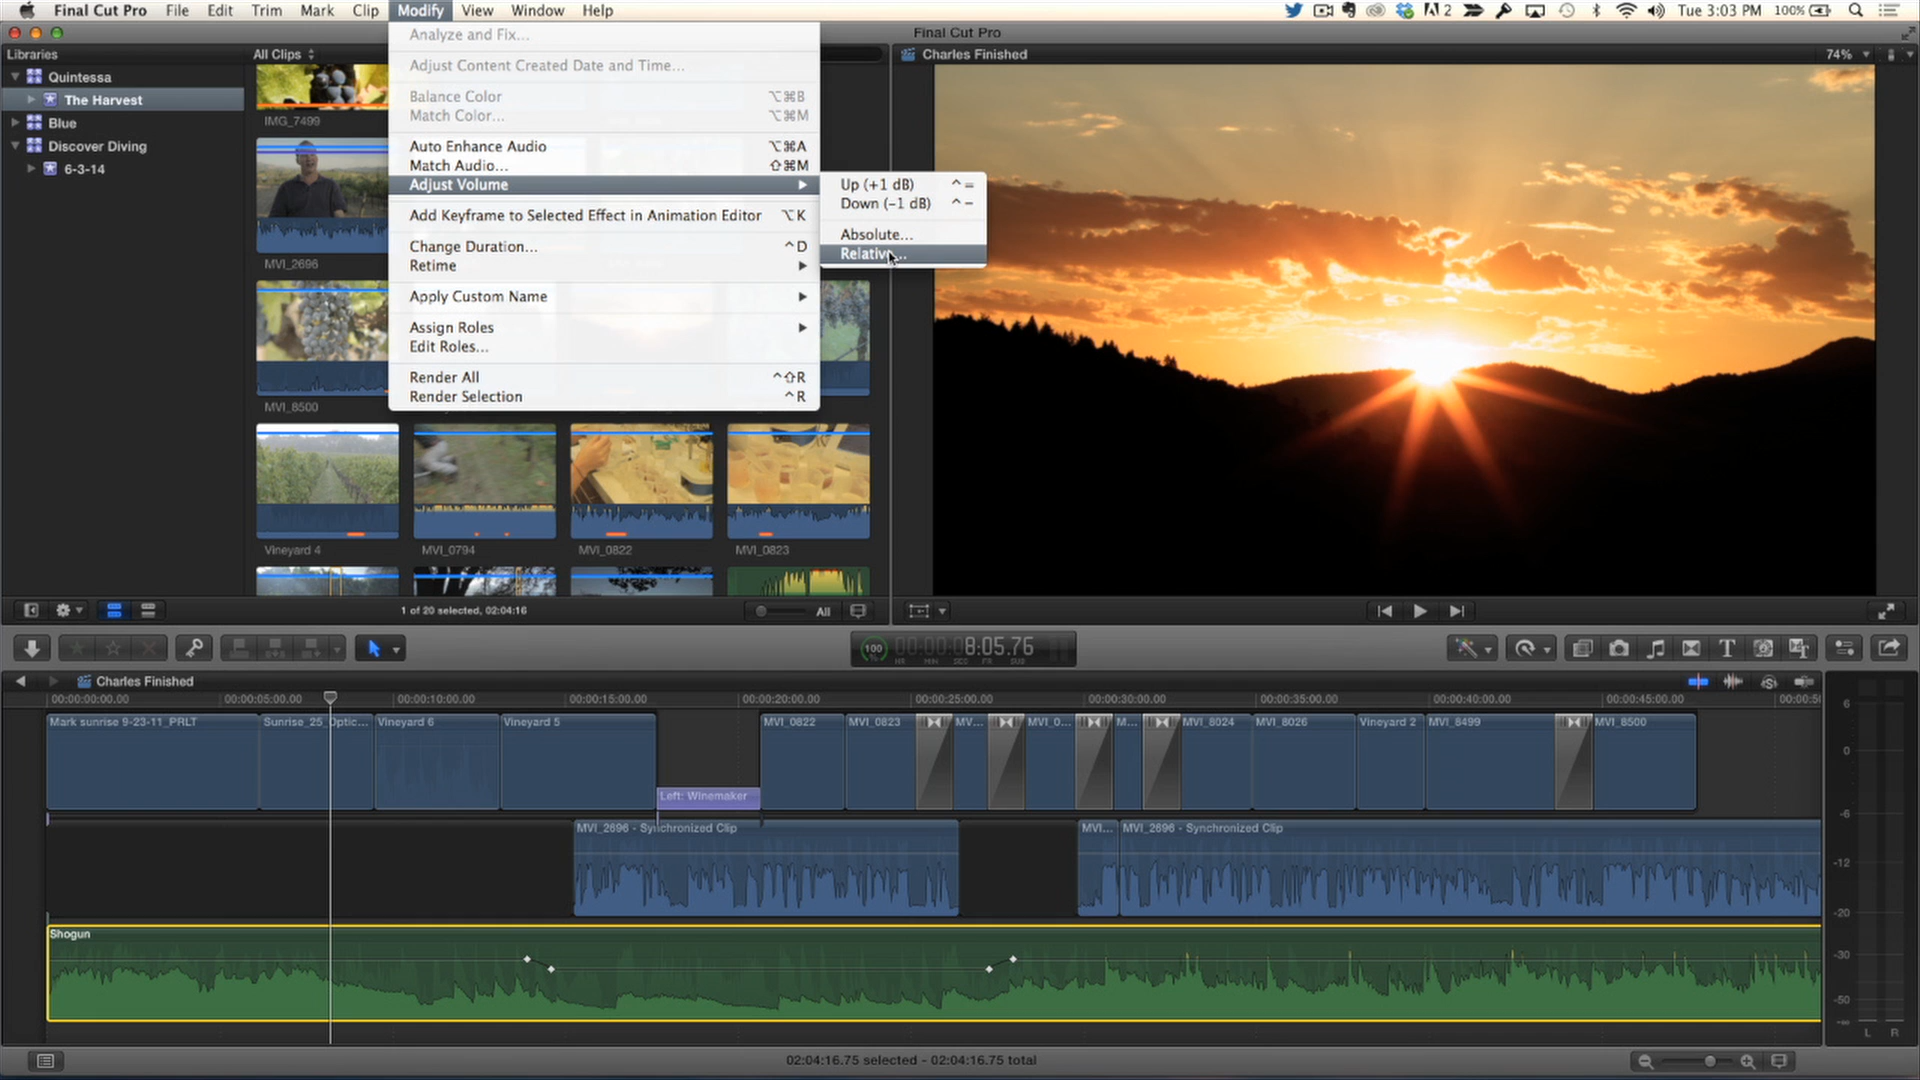 Final Cut Pro File Edit Trim Mark Clip Modify View Window Help
2 Tue 3:03 PM 100%
Final Cut Pro
Libraries
All Clips
Quintessa
The Harvest
Blue
Discover Diving
6-3-14
IMG_7499
MVI_2696
MVI_8500
Vineyard 4 MVI_0794 MVI_0822 MVI_0823
1 of 20 selected, 02:04:16
All
Analyze and Fix...
Adjust Content Created Date and Time...
Balance Color ⌥⌘B
Match Color... ⌥⌘M
Auto Enhance Audio ⌥⌘A
Match Audio... ⇧⌘M
Adjust Volume
Add Keyframe to Selected Effect in Animation Editor ⌥K
Change Duration... ^D
Retime
Apply Custom Name
Assign Roles
Edit Roles...
Render All ^⇧R
Render Selection ^R
Up (+1 dB) ^=
Down (−1 dB) ^-
Absolute...
Relative...
Charles Finished
74%
100 % 00:00:08:05.76
HR MIN SEC FR SUB
Charles Finished
00:00:00:00.00 00:00:05:00.00 00:00:10:00.00 00:00:15:00.00 00:00:20:00.00 00:00:25:00.00 00:00:30:00.00 00:00:35:00.00 00:00:40:00.00 00:00:45:00.00 00:00:50
Mark sunrise 9-23-11_PRLT Sunrise_25_Optic... Vineyard 6 Vineyard 5 MVI_0822 MVI_0823 MV... MVI_0... M... MVI_8024 MVI_8026 Vineyard 2 MVI_8499 MVI_8500
Left: Winemaker
MVI_2696 - Synchronized Clip MVI... MVI_2696 - Synchronized Clip
Shogun
6
0
-6
-12
-20
-30
-50
-∞
L R
02:04:16.75 selected - 02:04:16.75 total